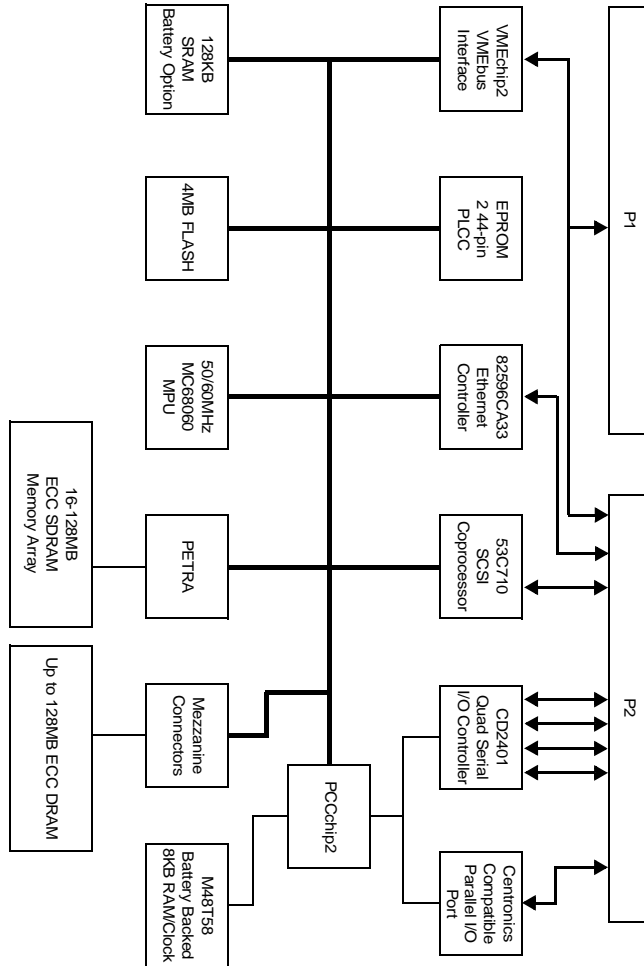 P1
P2
VMEchip2
VMEbus
Interface
EPROM
2 44-pin
PLCC
82596CA33
Ethernet
Controller
53C710
SCSI
Coprocessor
CD2401
Quad Serial
I/O Controller
Centronics
Compatible
Parallel I/O
Port
PCCchip2
128KB
SRAM
Battery Option
4MB FLASH
50/60MHz
MC68060
MPU
PETRA
Mezzanine
Connectors
M48T58
Battery Backed
8KB RAM/Clock
16-128MB
ECC SDRAM
Memory Array
Up to 128MB ECC DRAM